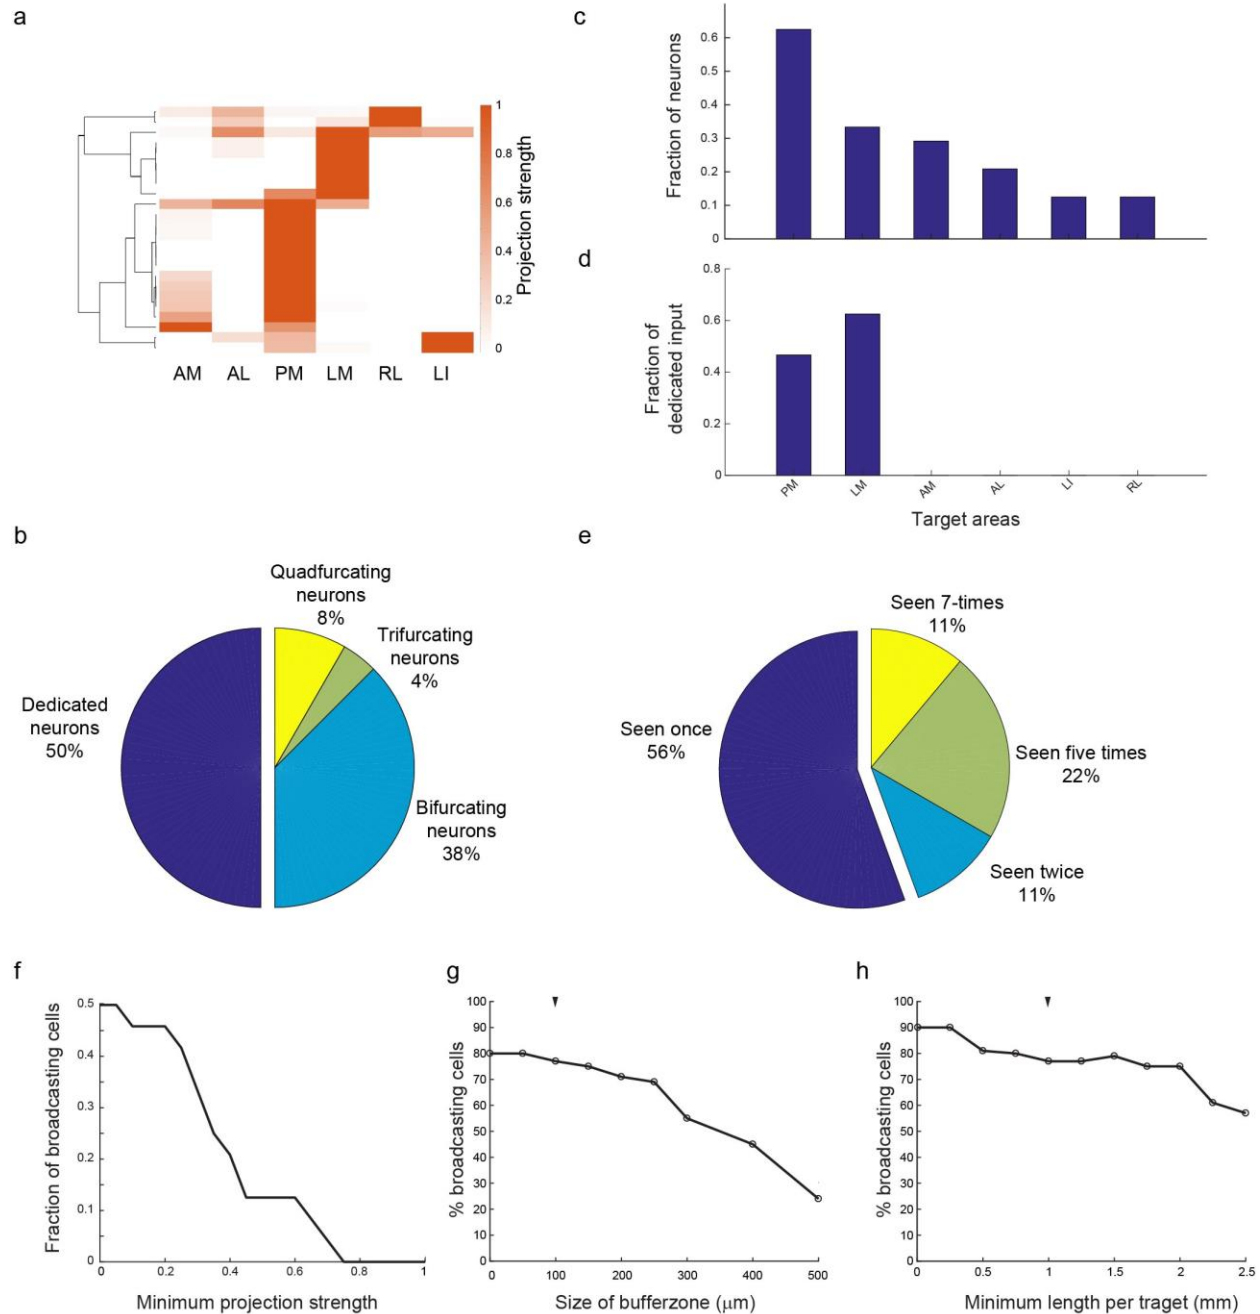 a
1
0.8
0.6
0.4
0.2
0
Projection strength
AM AL PM LM RL LI
c
0.6
0.5
0.4
0.3
0.2
0.1
0
Fraction of neurons
d
0.8
0.6
0.4
0.2
0
Fraction of
dedicated input
PM LM AM AL LI RL
Target areas
b
Quadfurcating
neurons
8%
Trifurcating
neurons
4%
Dedicated
neurons
50%
Bifurcating
neurons
38%
e
Seen 7-times
11%
Seen once
56%
Seen five times
22%
Seen twice
11%
f
0.5
0.4
0.3
0.2
0.1
0
Fraction of broadcasting cells
0 0.2 0.4 0.6 0.8 1
Minimum projection strength
g
100
90
80
70
60
50
40
30
20
10
0
% broadcasting cells
0 100 200 300 400 500
Size of bufferzone (μm)
h
100
90
80
70
60
50
40
30
20
10
0
% broadcasting cells
0 0.5 1 1.5 2 2.5
Minimum length per traget (mm)